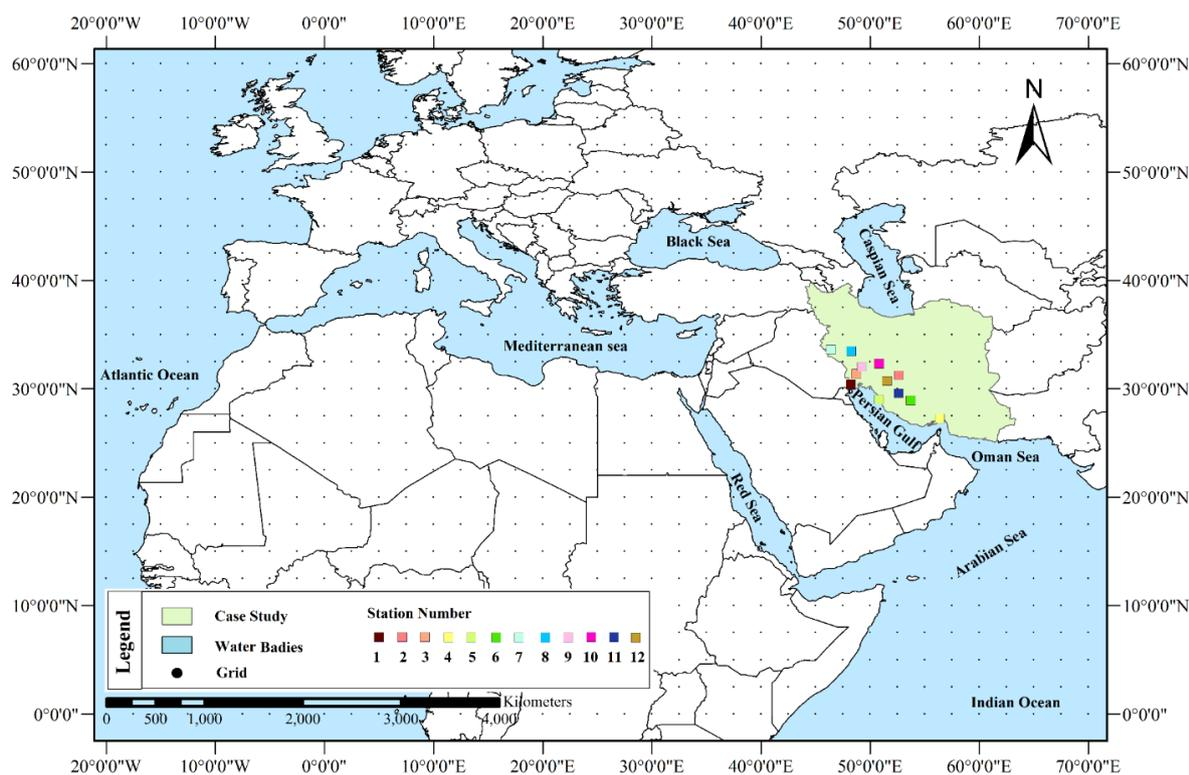 20°0'0"W 10°0'0"W 0°0'0"E 10°0'0"E 20°0'0"E 30°0'0"E 40°0'0"E 50°0'0"E 60°0'0"E 70°0'0"E
60°0'0"N 60°0'0"N
N
50°0'0"N 50°0'0"N
Black Sea
Caspian Sea
40°0'0"N 40°0'0"N
Mediterranean sea
Atlantic Ocean
30°0'0"N 30°0'0"N
Persian Gulf
Oman Sea
20°0'0"N 20°0'0"N
Red Sea
Arabian Sea
10°0'0"N 10°0'0"N
Legend
Case Study
Water Badies
Grid
Station Number
1 2 3 4 5 6 7 8 9 10 11 12
Indian Ocean
Kilometers
0 500 1,000 2,000 3,000 4,000
0°0'0" 0°0'0"
20°0'0"W 10°0'0"W 0°0'0"E 10°0'0"E 20°0'0"E 30°0'0"E 40°0'0"E 50°0'0"E 60°0'0"E 70°0'0"E